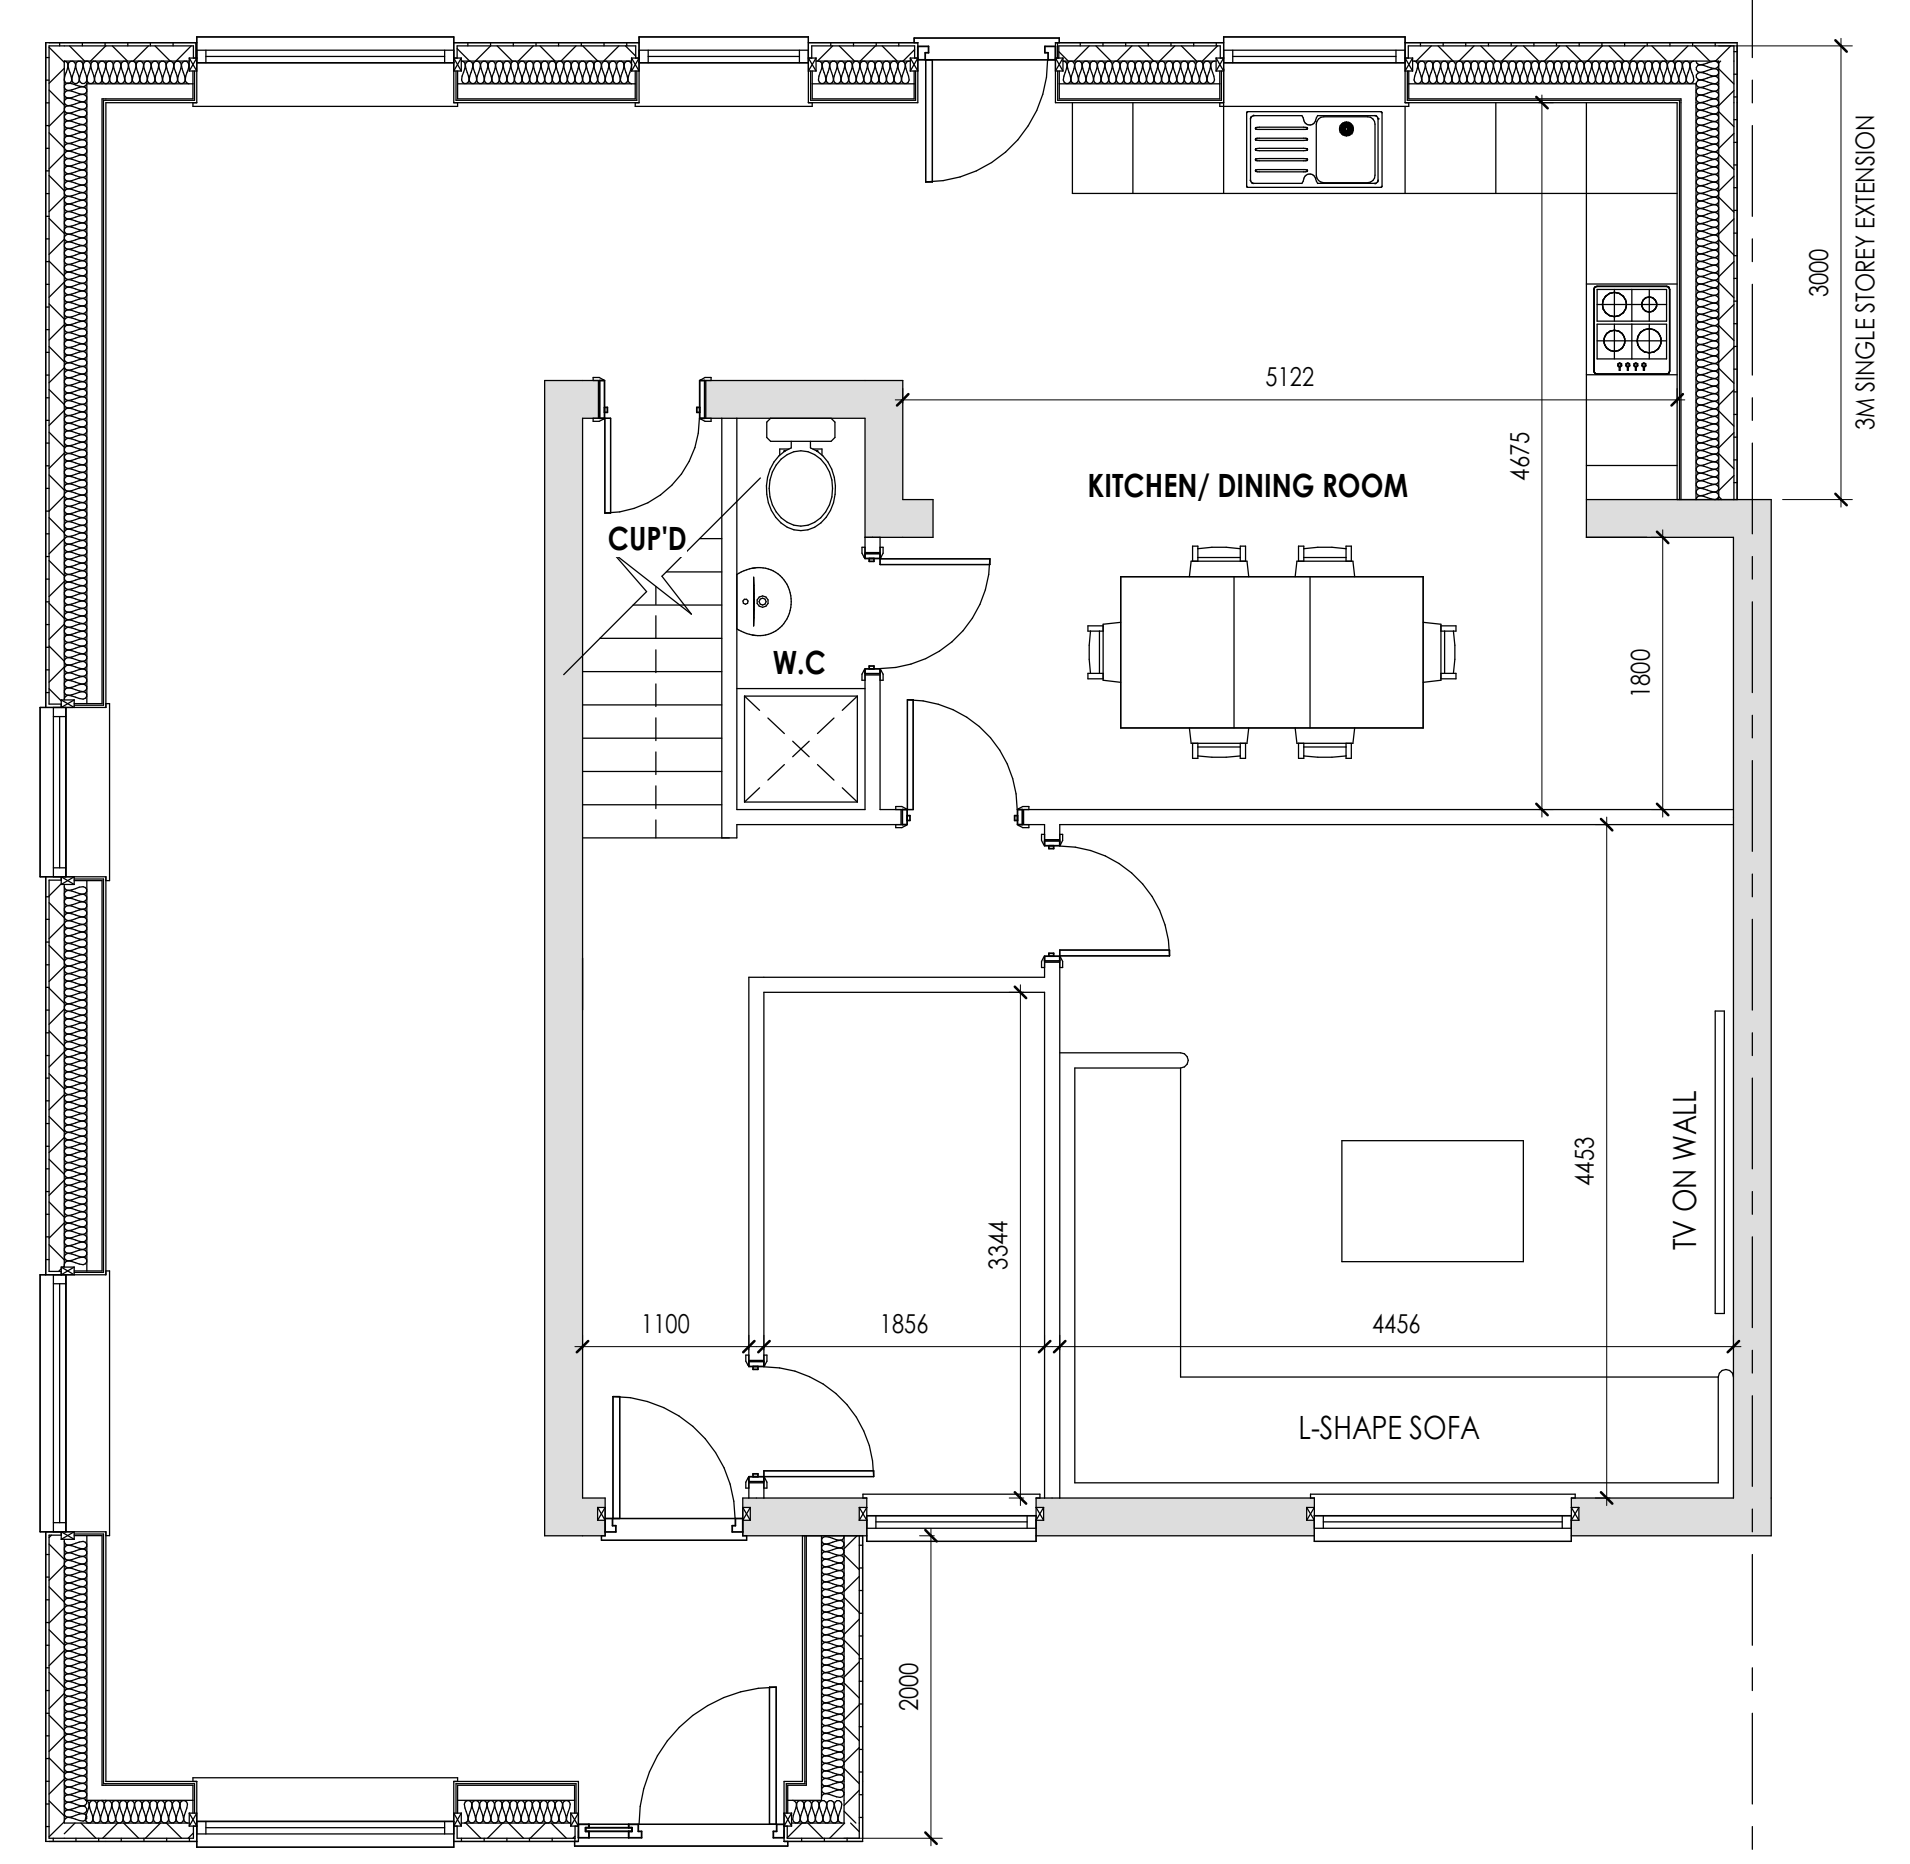 3000
3M SINGLE STOREY EXTENSION
5122
4675
KITCHEN/ DINING ROOM
CUP'D
W.C
1800
TV ON WALL
4453
3344
1100
1856
4456
L-SHAPE SOFA
2000